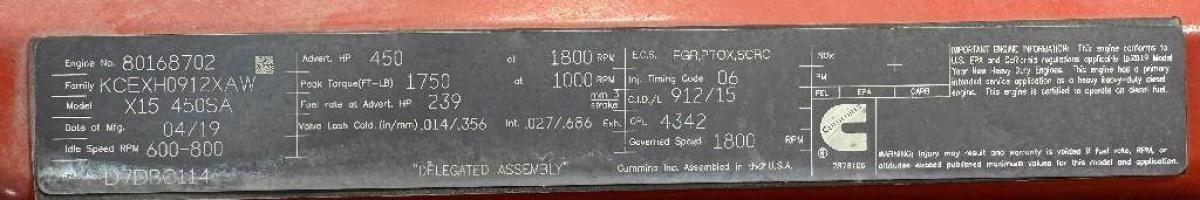 Engine No. 80168702
Family KCEXH0912XAW
Model X15 450SA
Date of Mfg. 04/19
Idle Speed RPM 600-800
D7DBC114
Advert. HP 450 at 1800 RPM
Peak Torque(FT-LB) 1750 at 1000 RPM
Fuel rate at Advert. HP 239 mm 3 stroke
Valve Lash Cold. (in/mm) .014/.356 Int. .027/.686 Exh.
"DELEGATED ASSEMBLY"
E.C.S. FGR,PTOX,SCRC
Inj. Timing Code 06
C.I.D./L 912/15
CPL 4342
Governed Speed 1800 RPM
Cummins Inc. Assembled in the U.S.A.
NOx
PM
FEL EPA CARB
Cummins
®
2878106
IMPORTANT ENGINE INFORMATION: This engine conforms to
U.S. EPA and California regulations applicable to 2019 Model
Year New Heavy Duty Engines. This engine has a primary
intended service application as a heavy heavy-duty diesel
engine. This engine is certified to operate on diesel fuel.
WARNING: Injury may result and warranty is voided if fuel rate, RPM, or
altitudes exceed published maximum values for this model and application.